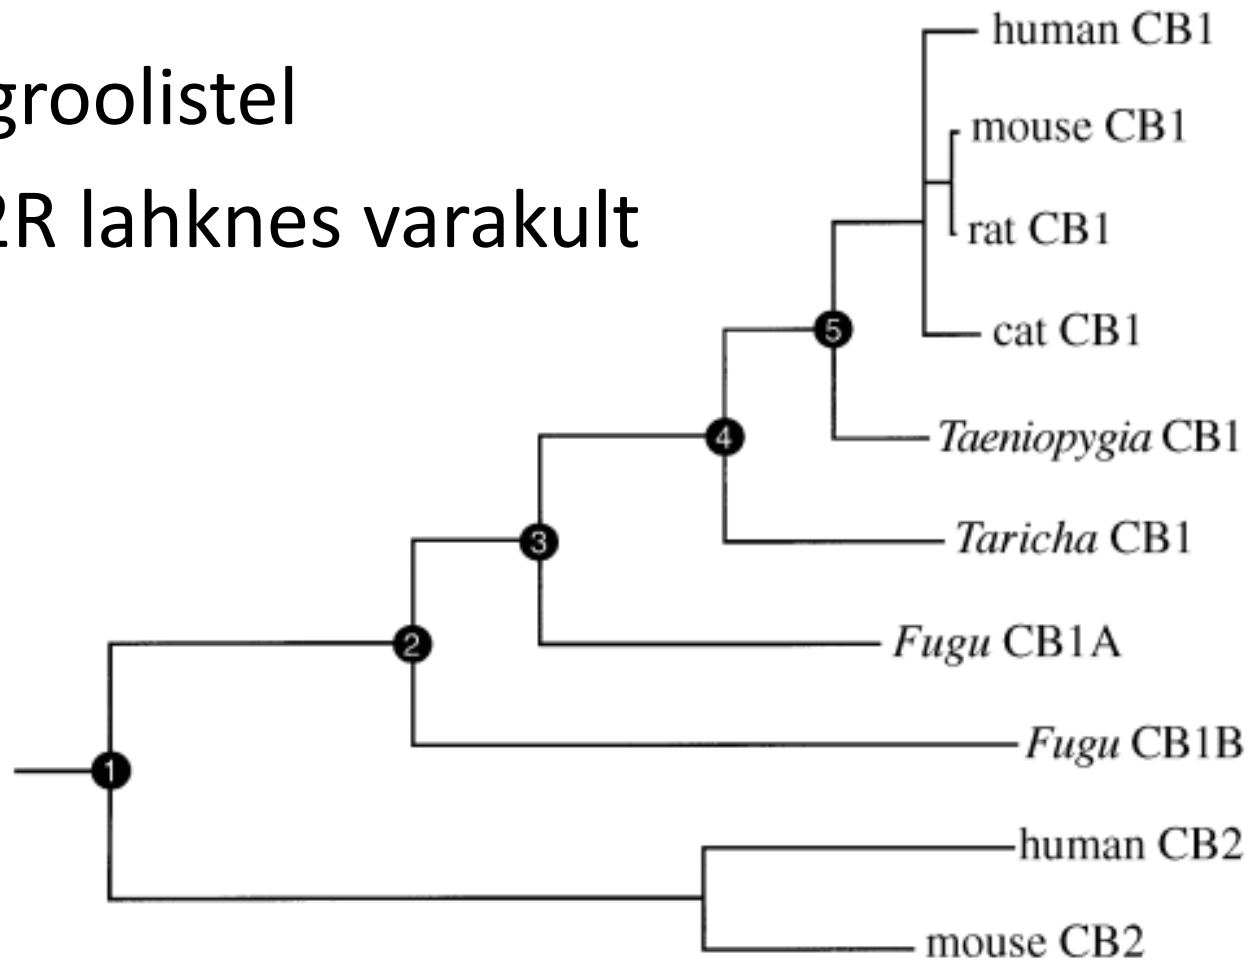 human CB1
groolistel
mouse CB1
2R lahknes varakult
rat CB1
cat CB1
5
Taeniopygia CB1
4
Taricha CB1
3
Fugu CB1A
2
Fugu CB1B
1
human CB2
mouse CB2